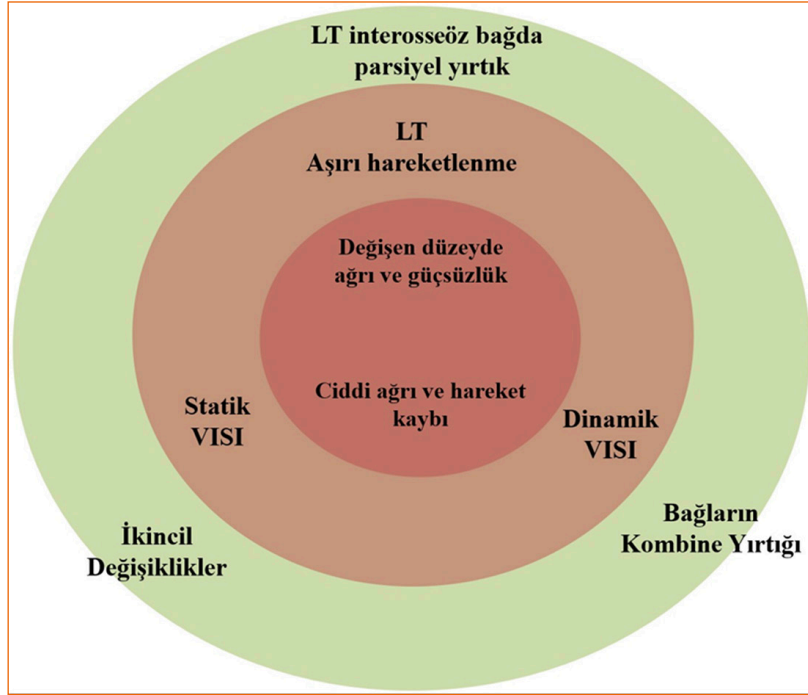 LT interosseöz bağda
parsiyel yırtık
LT
Aşırı hareketlenme
Değişen düzeyde
ağrı ve güçsüzlük
Ciddi ağrı ve hareket
kaybı
Statik
VISI
Dinamik
VISI
İkincil
Değişiklikler
Bağların
Kombine Yırtığı